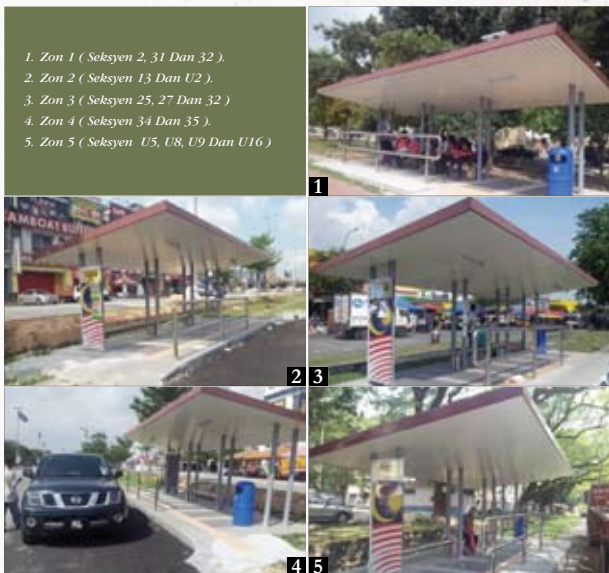 1. Zon 1 ( Seksyen 2, 31 Dan 32 ).
2. Zon 2 ( Seksyen 13 Dan U2 ).
3. Zon 3 ( Seksyen 25, 27 Dan 32 )
4. Zon 4 ( Seksyen 34 Dan 35 ).
5. Zon 5 ( Seksyen U5, U8, U9 Dan U16 )
1
AMBOAT
2
3
4
5